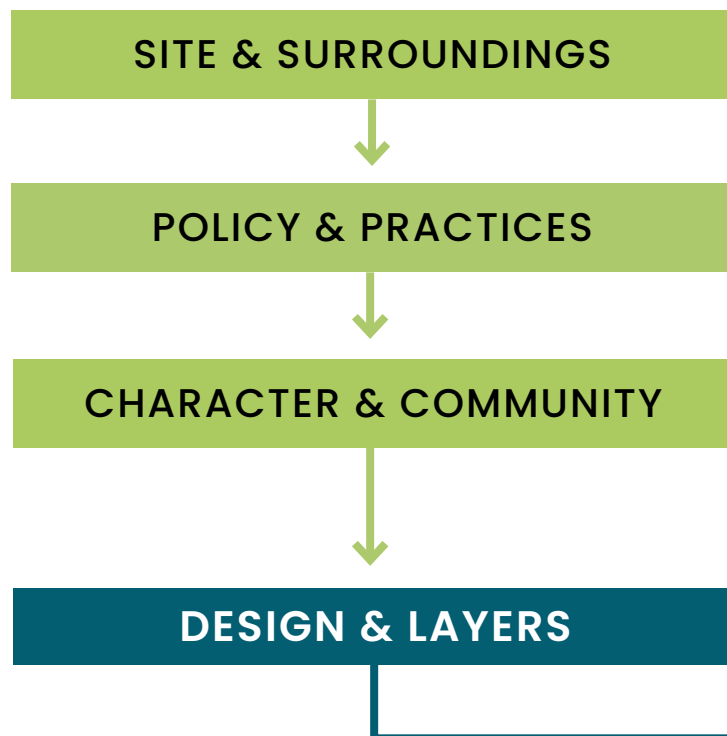 SITE & SURROUNDINGS
POLICY & PRACTICES
CHARACTER & COMMUNITY
DESIGN & LAYERS